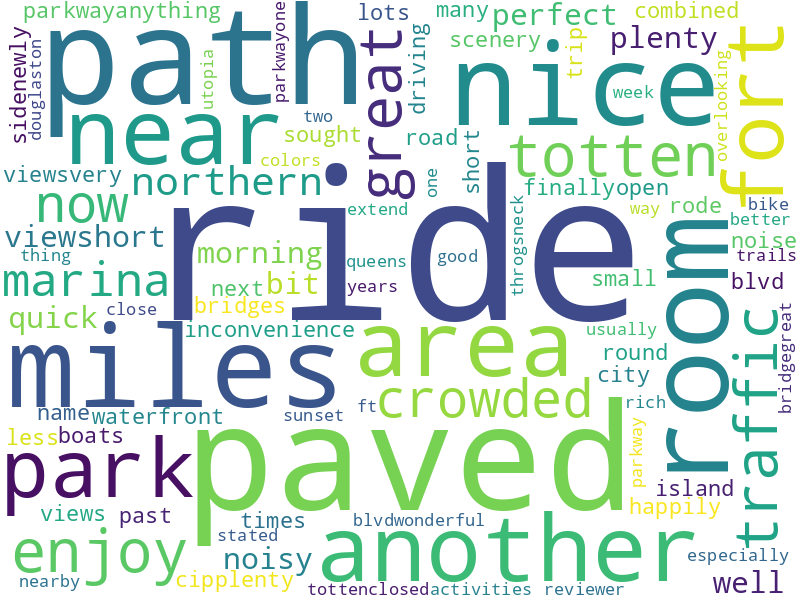 parkwayanything
lots
many
combined
path
sidenewly
douglaston
utopia
parkwayone
great
driving
scenery
perfect
trip
plenty
fort
nice
week
overlooking
near
two
sought
road
short
totten
colors
viewsvery
northern
one
finallyopen
now
ride
extend
way
rode
bike
better
viewshort
morning
thing
queens
good
throgsneck
room
noise
trails
marina
next
bit
years
small
blvd
quick
close
bridges
inconvenience
area
usually
traffic
bridgegreat
miles
round
city
name
waterfront
sunset
ft
crowded
rich
less
boats
paved
parkway
park
island
happily
views
past
times
blvdwonderful
stated
another
enjoy
noisy
especially
nearby
cipplenty
tottenclosed
activities
reviewer
well